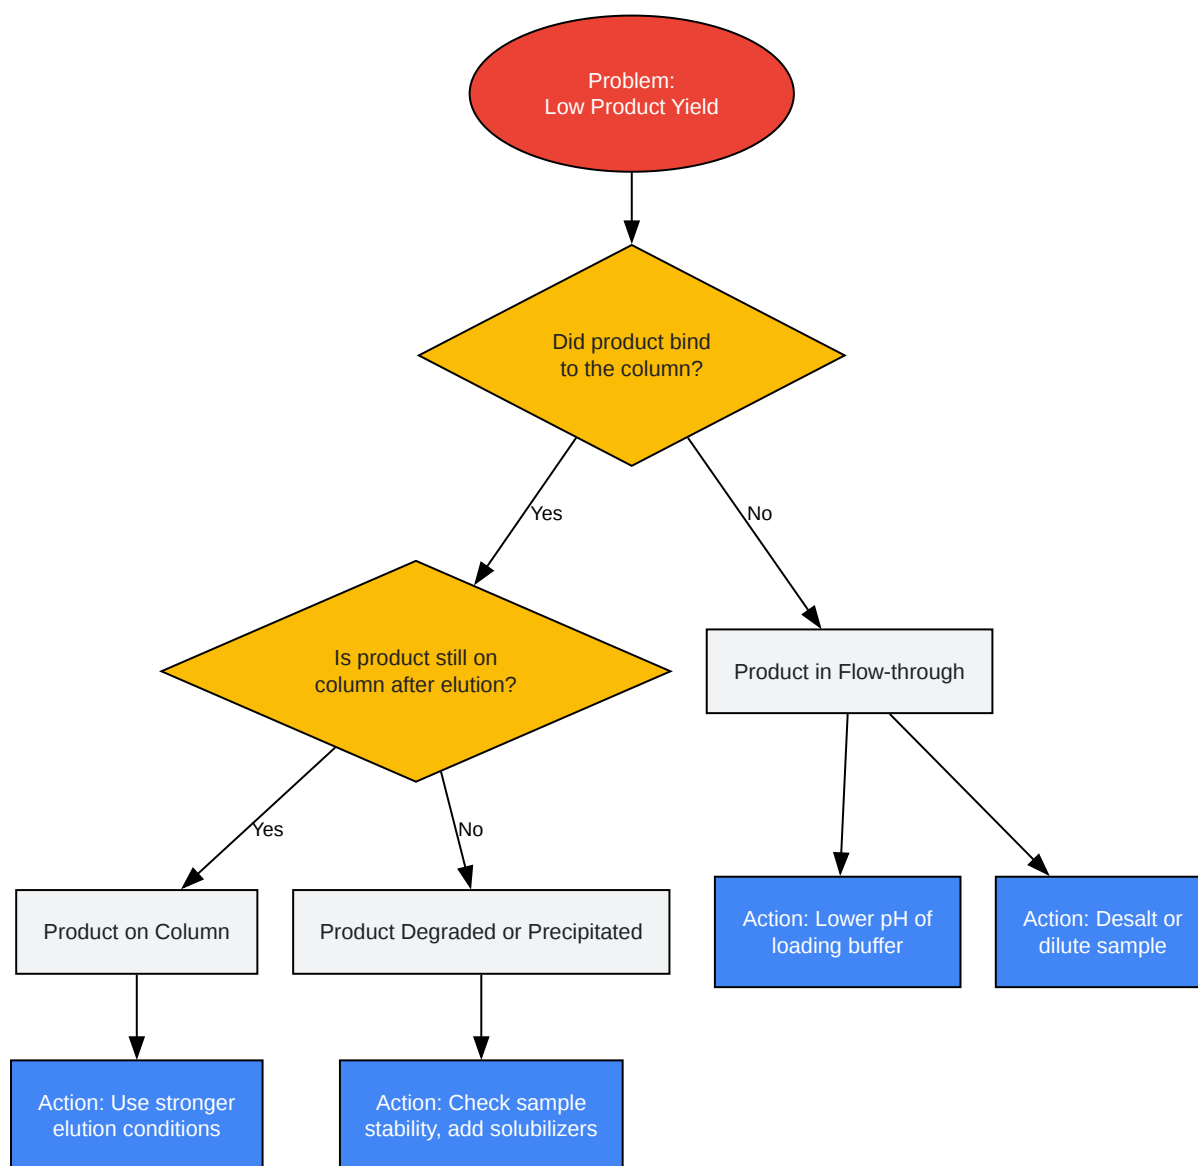 Problem:
Low Product Yield
Did product bind
to the column?
Yes
No
Is product still on
column after elution?
Product in Flow-through
Yes
No
Product on Column
Product Degraded or Precipitated
Action: Lower pH of
loading buffer
Action: Desalt or
dilute sample
Action: Use stronger
elution conditions
Action: Check sample
stability, add solubilizers